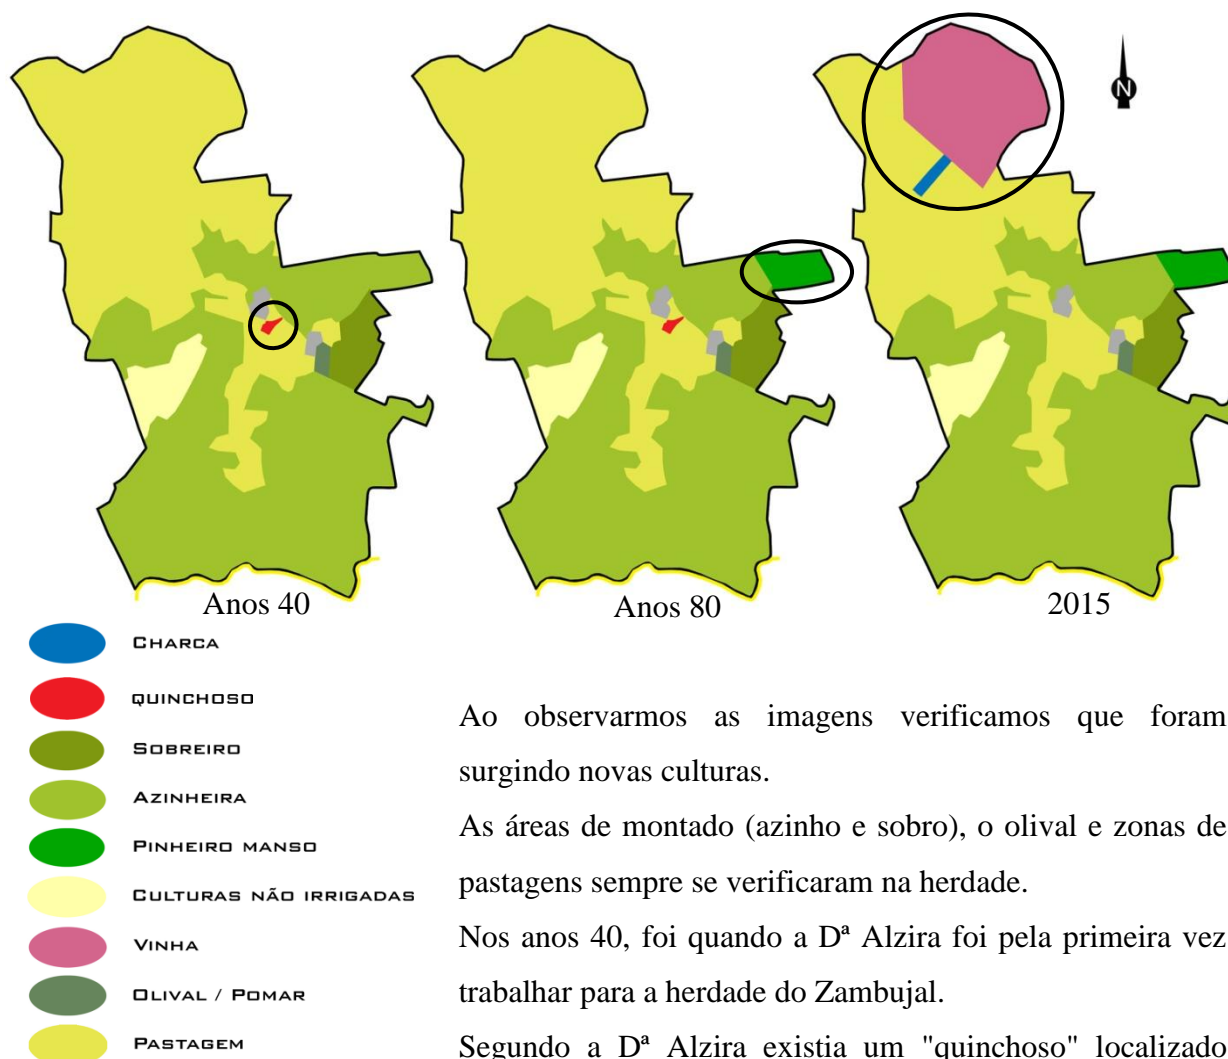 N
Anos 40
Anos 80
2015
CHARCA
QUINCHOSO
SOBREIRO
AZINHEIRA
PINHEIRO MANSO
CULTURAS NÃO IRRIGADAS
VINHA
OLIVAL / POMAR
PASTAGEM
Ao observarmos as imagens verificamos que foram
surgindo novas culturas.
As áreas de montado (azinho e sobro), o olival e zonas de
pastagens sempre se verificaram na herdade.
Nos anos 40, foi quando a Dª Alzira foi pela primeira vez
trabalhar para a herdade do Zambujal.
Segundo a Dª Alzira existia um "quinchoso" localizado